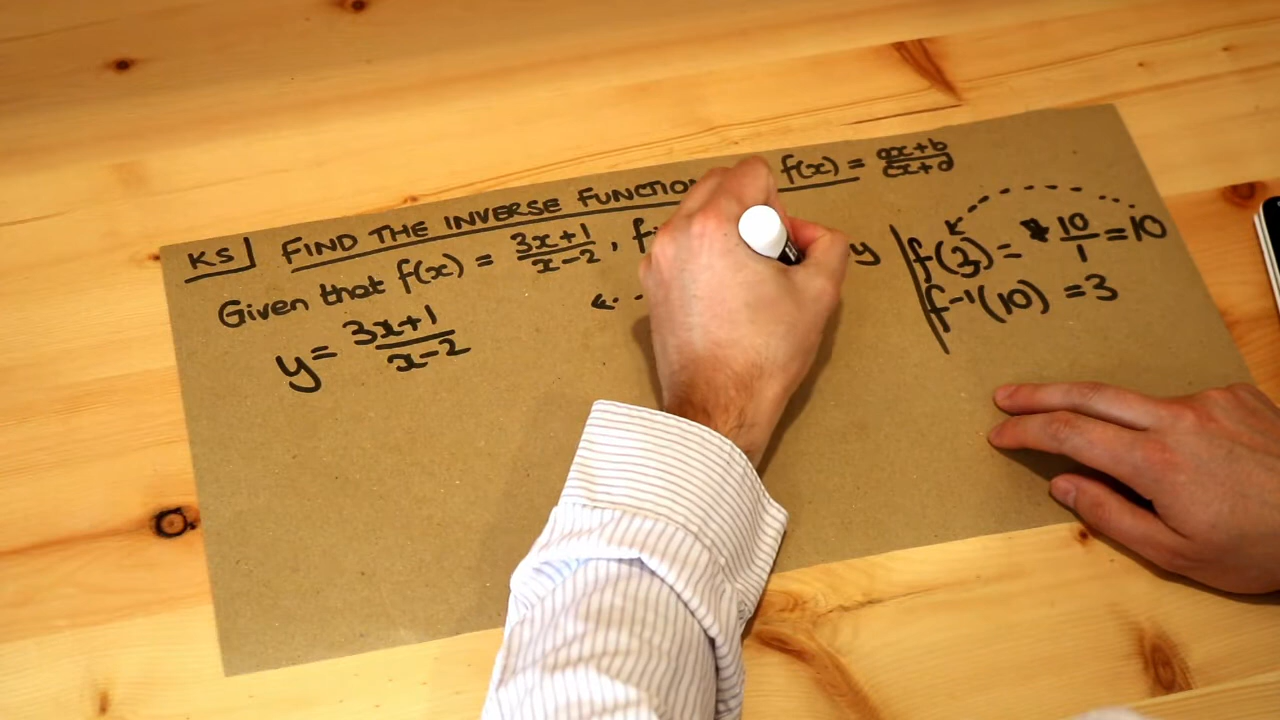 KS FIND THE INVERSE FUNCTION f(x) = ax+b/cx+d
Given that f(x) = 3x+1/x-2 ,
y
y = 3x+1/x-2
f(3) = 10/1 = 10
f-1(10) = 3